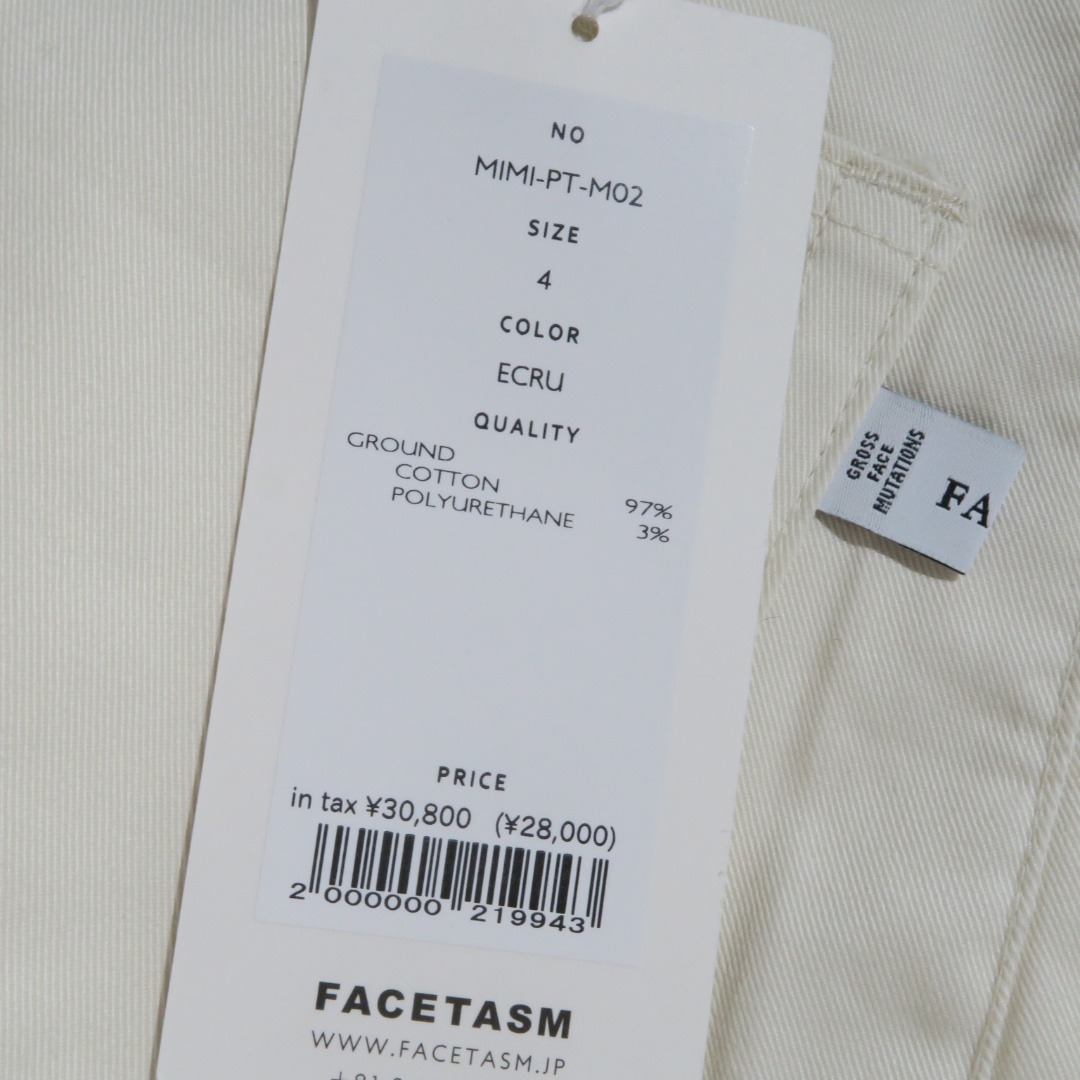 NO
MIMI-PT-M02
SIZE
4
COLOR
ECRU
QUALITY
GROUND
COTTON 97%
POLYURETHANE 3%
PRICE
in tax ¥30,800 (¥28,000)
2 000000 219943
FACETASM
WWW.FACETASM.JP
GROSS
FACE
MUTATIONS
FA